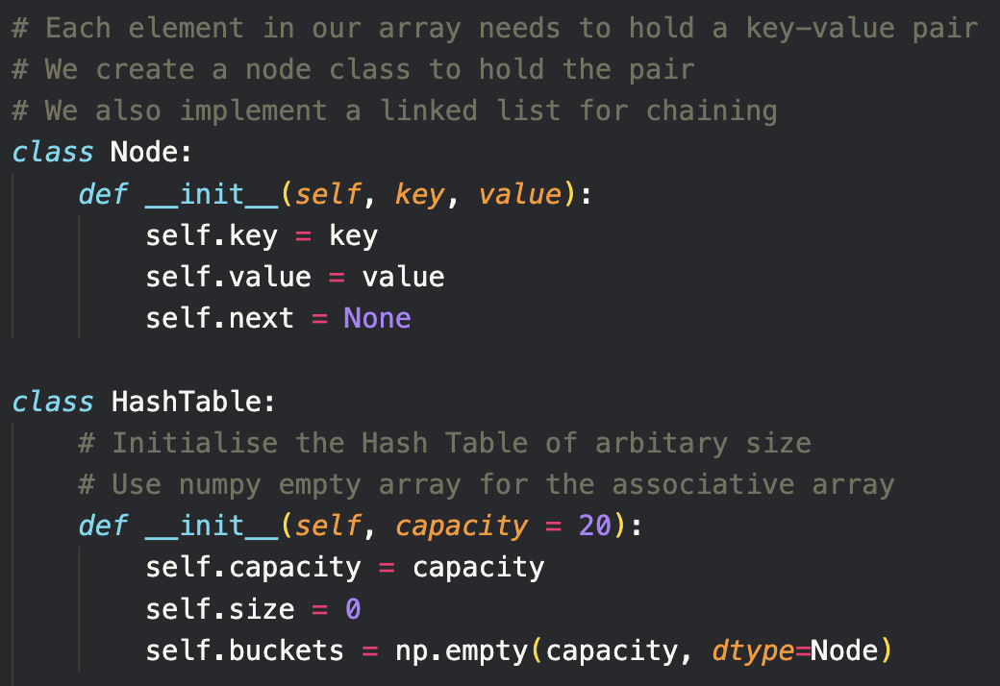 # Each element in our array needs to hold a key-value pair
# We create a node class to hold the pair
# We also implement a linked list for chaining
class Node:
    def __init__(self, key, value):
        self.key = key
        self.value = value
        self.next = None

class HashTable:
    # Initialise the Hash Table of arbitary size
    # Use numpy empty array for the associative array
    def __init__(self, capacity = 20):
        self.capacity = capacity
        self.size = 0
        self.buckets = np.empty(capacity, dtype=Node)